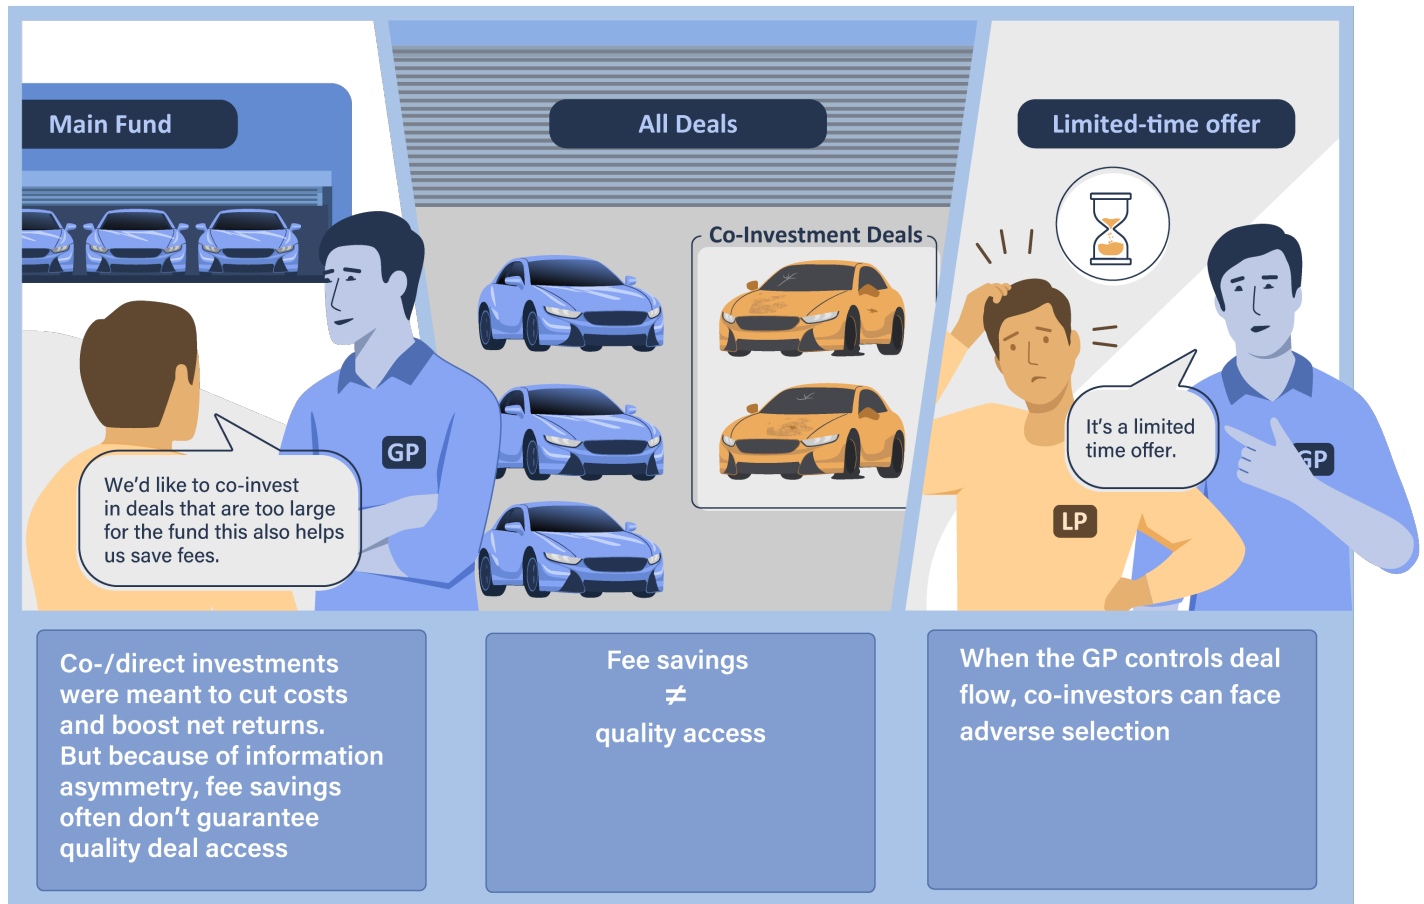 Main Fund
GP
We'd like to co-invest
in deals that are too large
for the fund this also helps
us save fees.
All Deals
Co-Investment Deals
Limited-time offer
It's a limited
time offer.
GP
LP
Co-/direct investments
were meant to cut costs
and boost net returns.
But because of information
asymmetry, fee savings
often don't guarantee
quality deal access
Fee savings
≠
quality access
When the GP controls deal
flow, co-investors can face
adverse selection